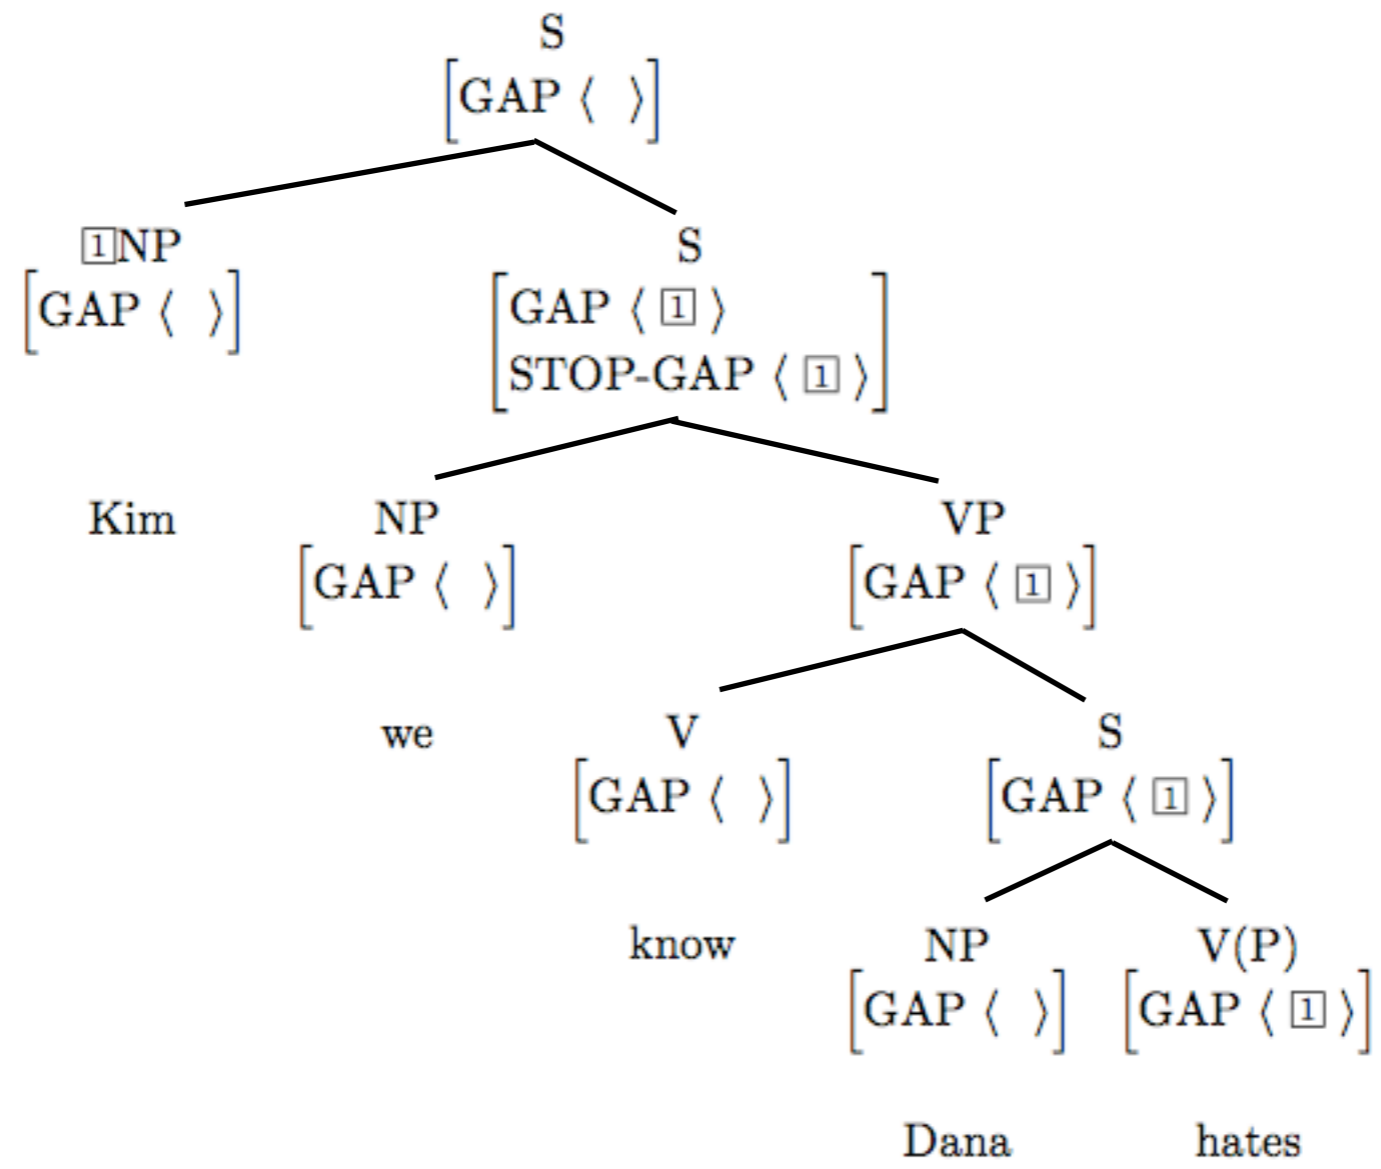 S
[GAP ⟨ ⟩]
1NP S
[GAP ⟨ ⟩] [GAP ⟨ 1 ⟩
STOP-GAP ⟨ 1 ⟩]
Kim NP VP
[GAP ⟨ ⟩] [GAP ⟨ 1 ⟩]
we V S
[GAP ⟨ ⟩] [GAP ⟨ 1 ⟩]
know NP V(P)
[GAP ⟨ ⟩] [GAP ⟨ 1 ⟩]
Dana hates